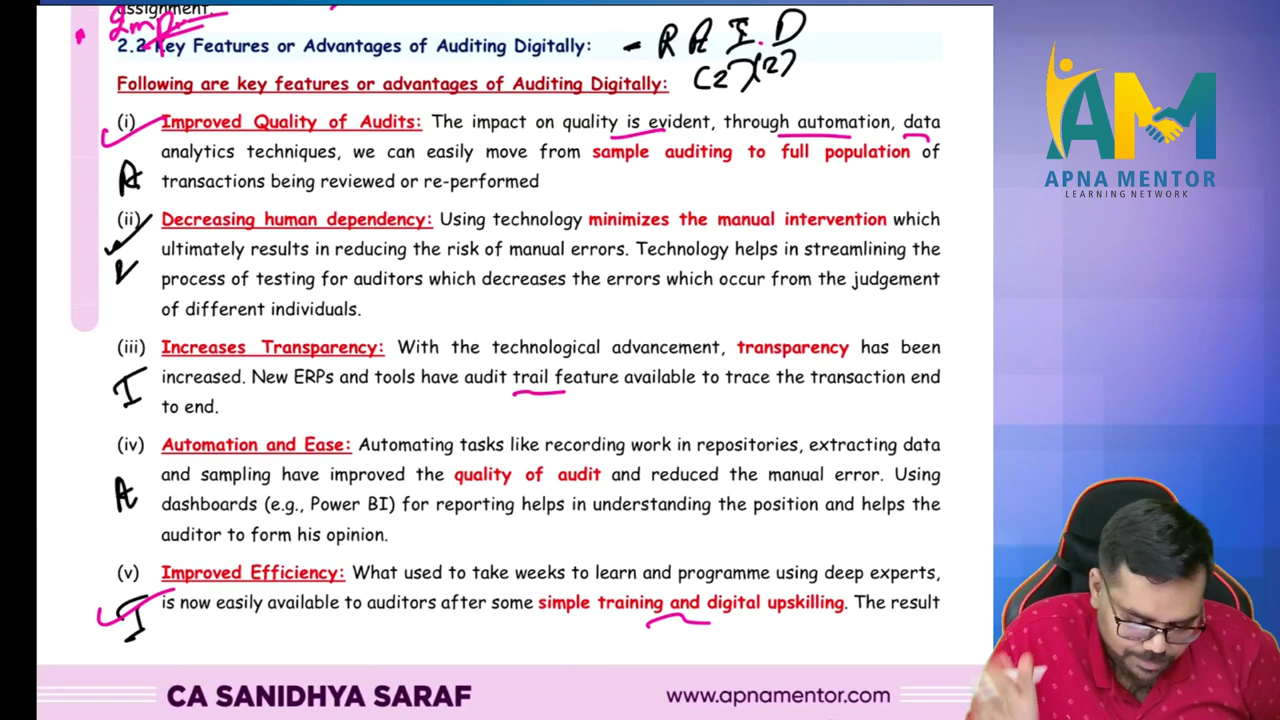 assignment.
Imp
2.2 Key Features or Advantages of Auditing Digitally: - R A I. D
(2) (2)
Following are key features or advantages of Auditing Digitally:
(i) Improved Quality of Audits: The impact on quality is evident, through automation, data
analytics techniques, we can easily move from sample auditing to full population of
A transactions being reviewed or re-performed
(ii) Decreasing human dependency: Using technology minimizes the manual intervention which
ultimately results in reducing the risk of manual errors. Technology helps in streamlining the
process of testing for auditors which decreases the errors which occur from the judgement
of different individuals.
(iii) Increases Transparency: With the technological advancement, transparency has been
I increased. New ERPs and tools have audit trail feature available to trace the transaction end
to end.
(iv) Automation and Ease: Automating tasks like recording work in repositories, extracting data
A and sampling have improved the quality of audit and reduced the manual error. Using
dashboards (e.g., Power BI) for reporting helps in understanding the position and helps the
auditor to form his opinion.
(v) Improved Efficiency: What used to take weeks to learn and programme using deep experts,
I is now easily available to auditors after some simple training and digital upskilling. The result
CA SANIDHYA SARAF
www.apnamentor.com
AM
APNA MENTOR
LEARNING NETWORK